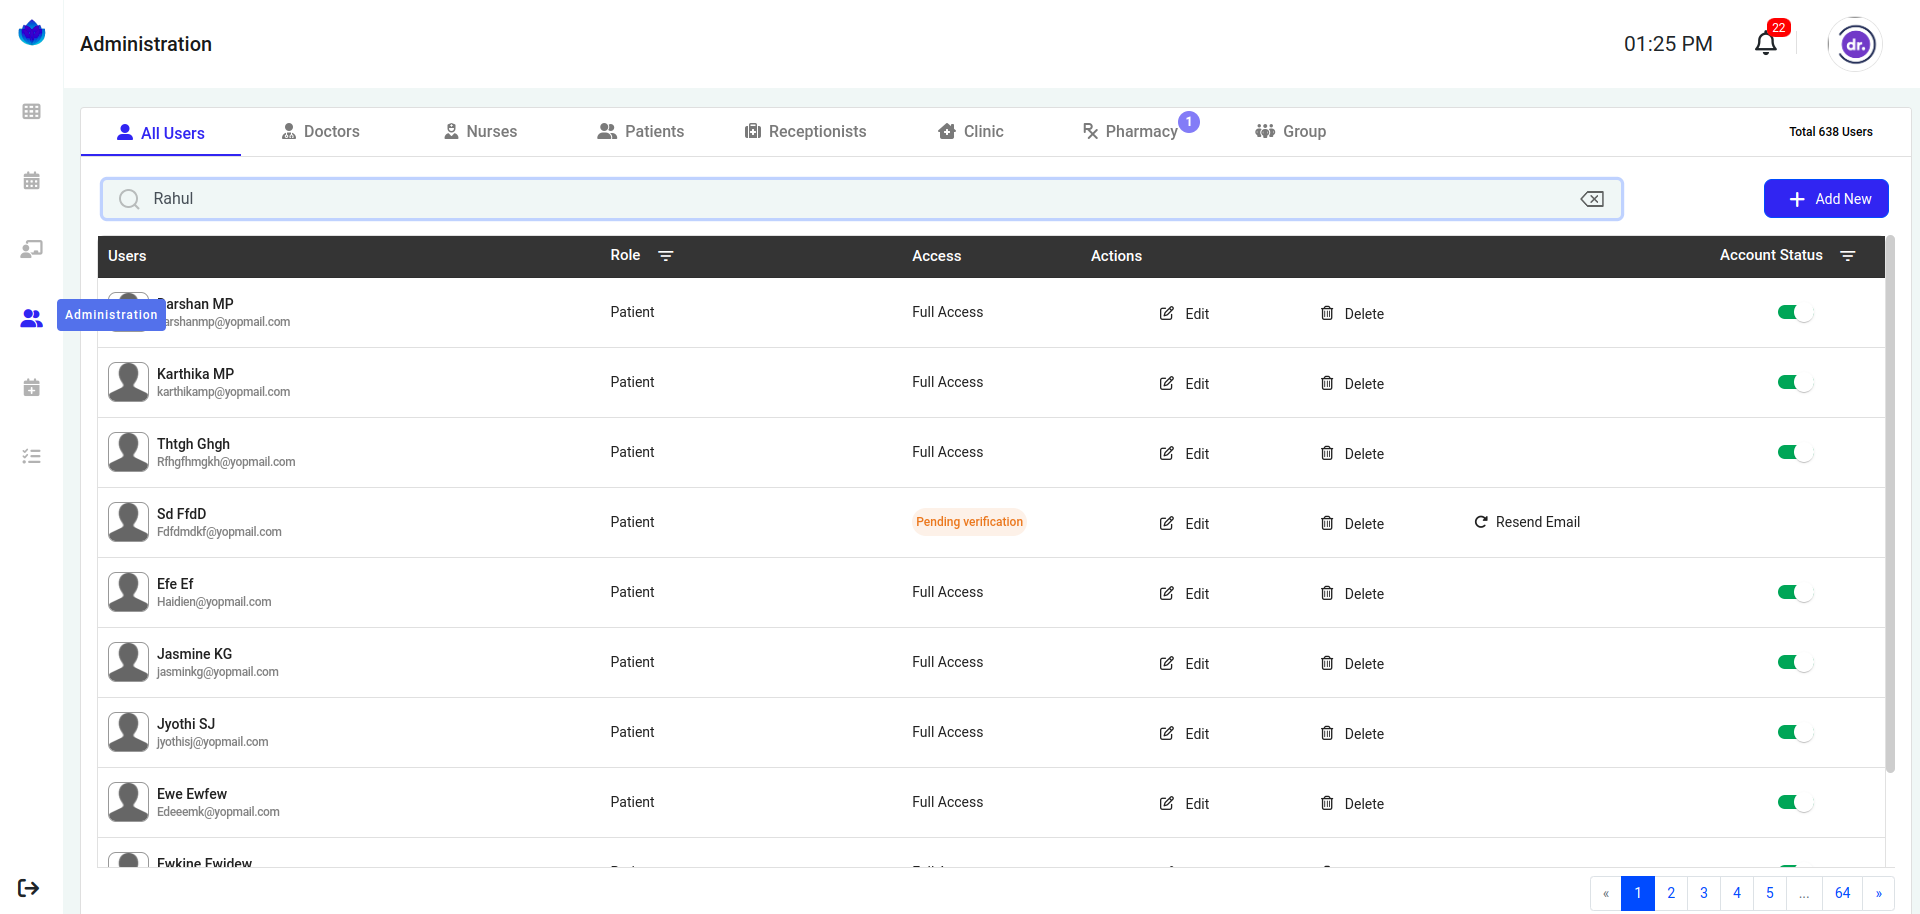 Administration
01:25 PM
22
dr.
All Users
Doctors
Nurses
Patients
Receptionists
Clinic
Pharmacy
1
Group
Total 638 Users
Rahul
Add New
Users
Role
Access
Actions
Account Status
Darshan MP
arshanmp@yopmail.com
Patient
Full Access
Edit
Delete
Administration
Karthika MP
karthikamp@yopmail.com
Patient
Full Access
Edit
Delete
Thtgh Ghgh
Rfhgfhmgkh@yopmail.com
Patient
Full Access
Edit
Delete
Sd FfdD
Fdfdmdkf@yopmail.com
Patient
Pending verification
Edit
Delete
Resend Email
Efe Ef
Haidien@yopmail.com
Patient
Full Access
Edit
Delete
Jasmine KG
jasminkg@yopmail.com
Patient
Full Access
Edit
Delete
Jyothi SJ
jyothisj@yopmail.com
Patient
Full Access
Edit
Delete
Ewe Ewfew
Edeeemk@yopmail.com
Patient
Full Access
Edit
Delete
Ewkine Ewidew
« 1 2 3 4 5 ... 64 »